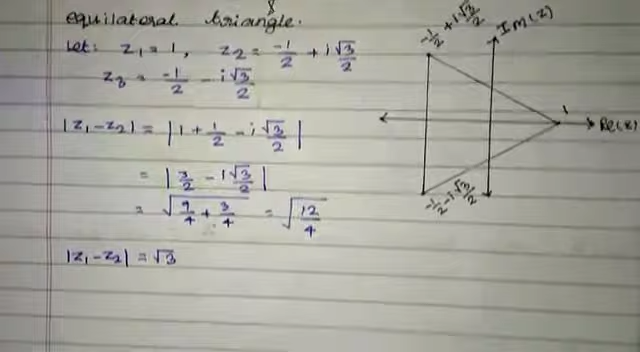 equilateral triangle.
Let: z₁ = 1, z₂ = -1/2 + i√3/2
z₃ = -1/2 - i√3/2
|z₁ - z₂| = |1 + 1/2 - i√3/2|
= |3/2 - i√3/2|
= √(9/4 + 3/4) = √(12/4)
|z₁ - z₂| = √3
-1/2 + i√3/2
Im(z)
1
Re(z)
-1/2 - i√3/2